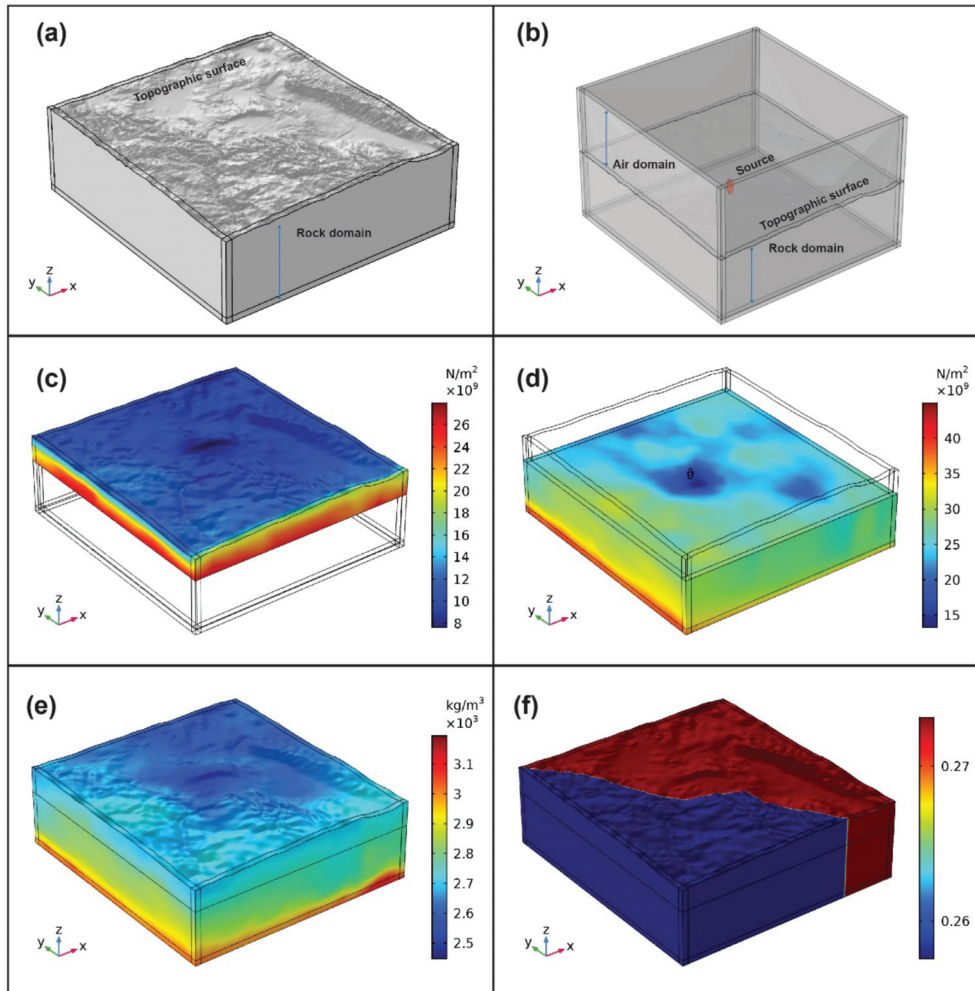 (a)
Topographic surface
Rock domain
z
y
x
(b)
Air domain
Source
Topographic surface
Rock domain
z
y
x
(c)
N/m²
×10⁹
26
24
22
20
18
16
14
12
10
8
z
y
x
(d)
N/m²
×10⁹
40
35
30
25
20
15
z
y
x
(e)
kg/m³
×10³
3.1
3
2.9
2.8
2.7
2.6
2.5
z
y
x
(f)
0.27
0.26
z
y
x